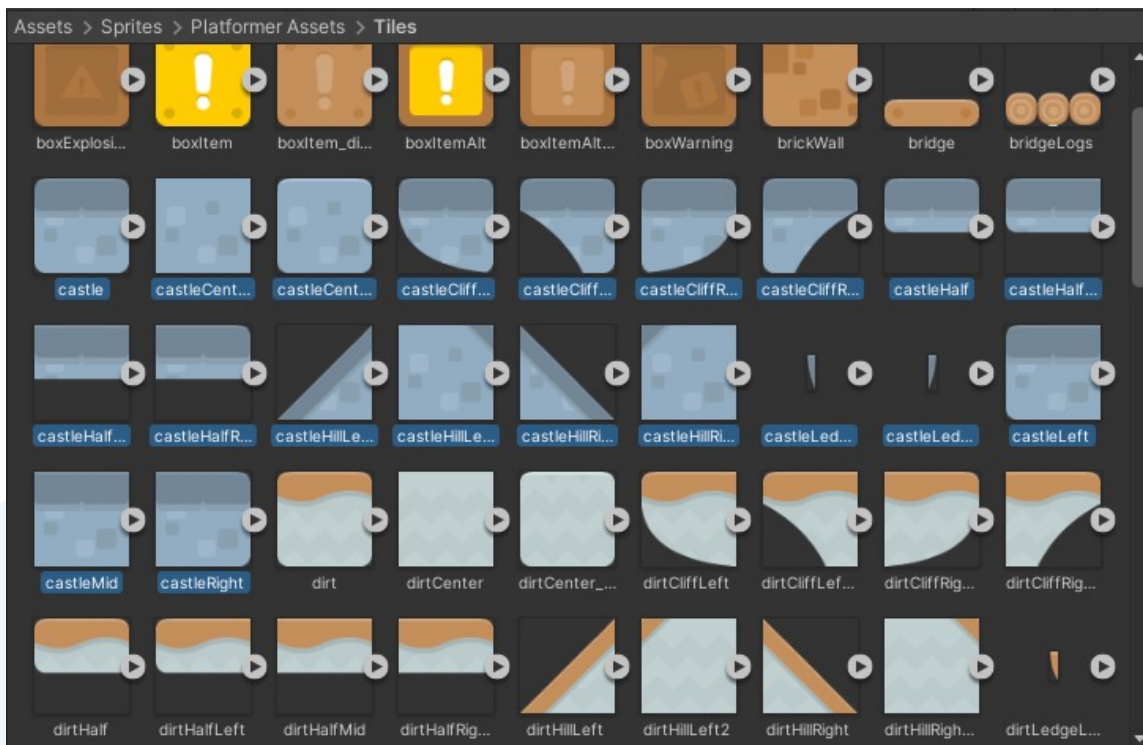 Assets > Sprites > Platformer Assets > Tiles
boxExplosi... boxItem boxItem_di... boxItemAlt boxItemAlt... boxWarning brickWall bridge bridgeLogs
castle castleCent... castleCent... castleCliff... castleCliff... castleCliffR... castleCliffR... castleHalf castleHalf...
castleHalf... castleHalfR... castleHillLe... castleHillLe... castleHillRi... castleHillRi... castleLed... castleLed... castleLeft
castleMid castleRight dirt dirtCenter dirtCenter_... dirtCliffLeft dirtCliffLef... dirtCliffRig... dirtCliffRig...
dirtHalf dirtHalfLeft dirtHalfMid dirtHalfRig... dirtHillLeft dirtHillLeft2 dirtHillRight dirtHillRigh... dirtLedgeL...